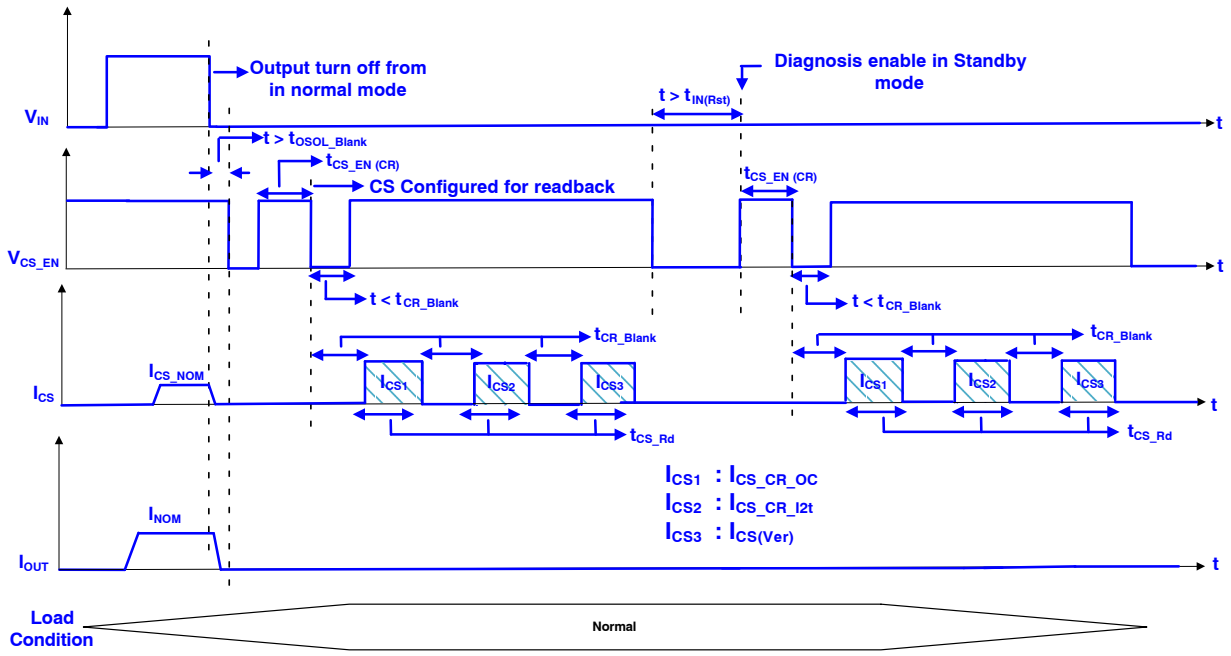 Output turn off from
in normal mode
Diagnosis enable in Standby
mode
t > tIN(Rst)
VIN
t
t > tOSOL_Blank
tCS_EN (CR)
CS Configured for readback
tCS_EN (CR)
VCS_EN
t
t < tCR_Blank
t < tCR_Blank
tCR_Blank
tCR_Blank
ICS_NOM
ICS1
ICS2
ICS3
ICS1
ICS2
ICS3
ICS
t
tCS_Rd
tCS_Rd
ICS1 : ICS_CR_OC
ICS2 : ICS_CR_I2t
ICS3 : ICS(Ver)
INOM
IOUT
t
Load
Condition
Normal